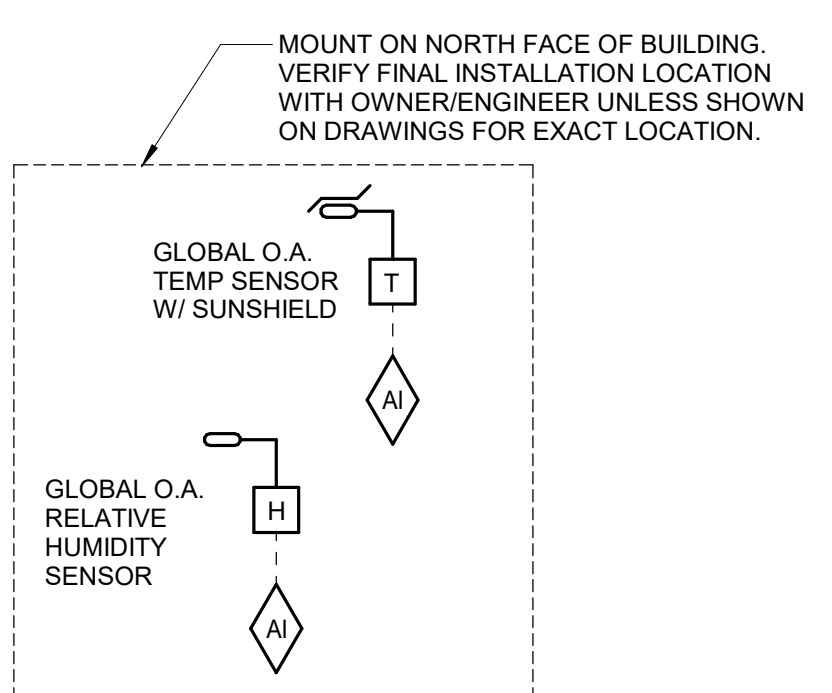 MOUNT ON NORTH FACE OF BUILDING.
VERIFY FINAL INSTALLATION LOCATION
WITH OWNER/ENGINEER UNLESS SHOWN
ON DRAWINGS FOR EXACT LOCATION.
GLOBAL O.A.
TEMP SENSOR
W/ SUNSHIELD
T
AI
GLOBAL O.A.
RELATIVE
HUMIDITY
SENSOR
H
AI